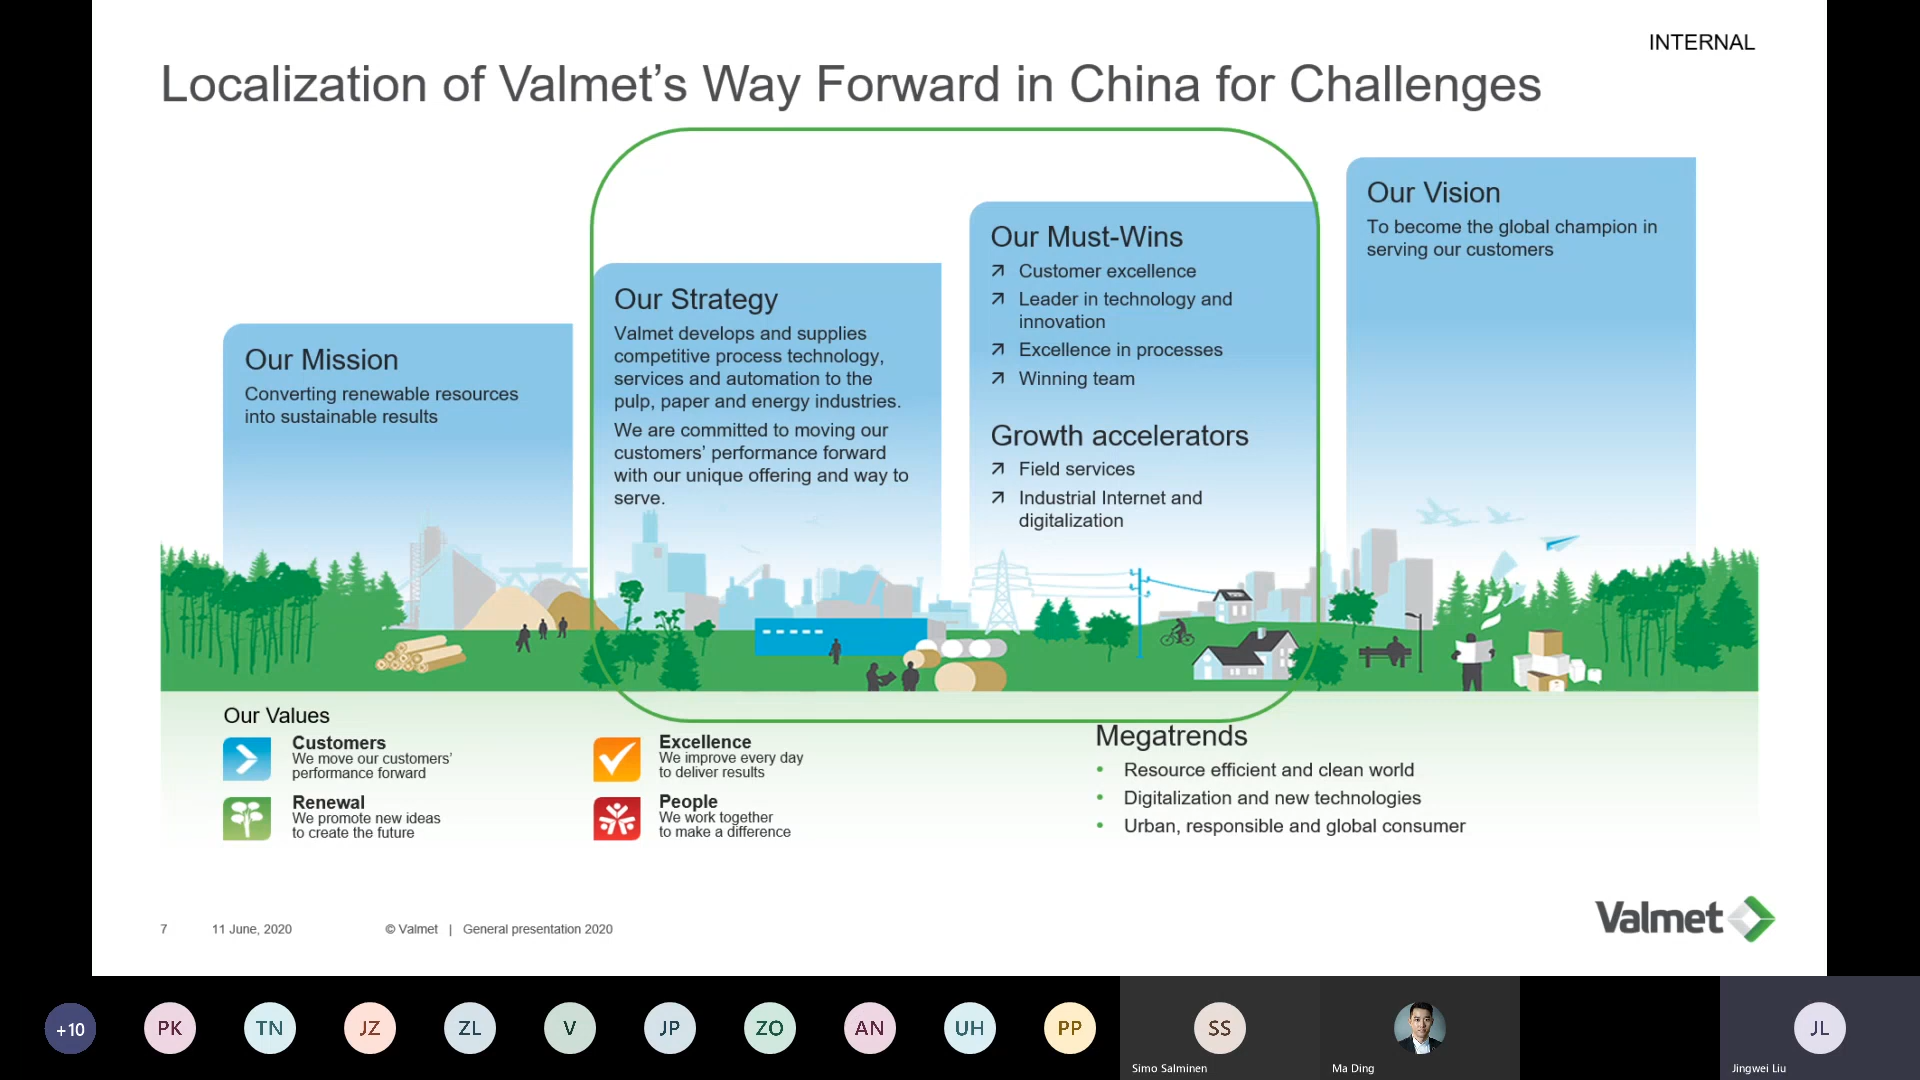 INTERNAL
Localization of Valmet’s Way Forward in China for Challenges
Our Mission
Converting renewable resources
into sustainable results
Our Strategy
Valmet develops and supplies
competitive process technology,
services and automation to the
pulp, paper and energy industries.
We are committed to moving our
customers’ performance forward
with our unique offering and way to
serve.
Our Must-Wins
Customer excellence
Leader in technology and
innovation
Excellence in processes
Winning team
Growth accelerators
Field services
Industrial Internet and
digitalization
Our Vision
To become the global champion in
serving our customers
Our Values
Customers
We move our customers’
performance forward
Renewal
We promote new ideas
to create the future
Excellence
We improve every day
to deliver results
People
We work together
to make a difference
Megatrends
• Resource efficient and clean world
• Digitalization and new technologies
• Urban, responsible and global consumer
7 11 June, 2020 © Valmet | General presentation 2020
Valmet
+10 PK TN JZ ZL V JP ZO AN UH PP SS JL
Simo Salminen Ma Ding Jingwei Liu